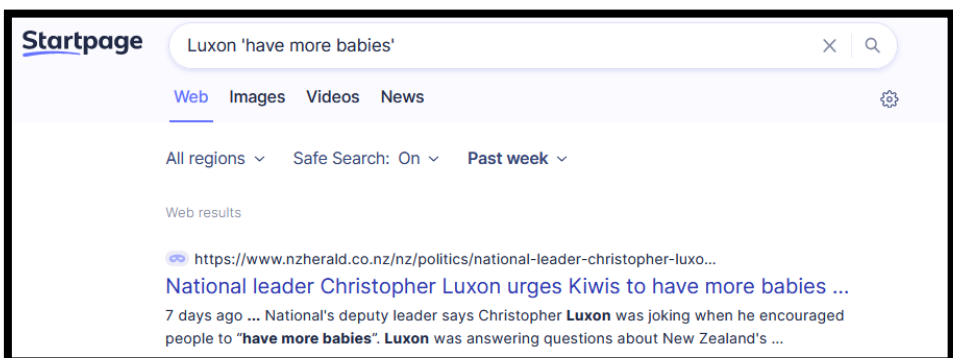 Startpage
Luxon 'have more babies'
Web Images Videos News
All regions Safe Search: On Past week
Web results
https://www.nzherald.co.nz/nz/politics/national-leader-christopher-luxo...
National leader Christopher Luxon urges Kiwis to have more babies ...
7 days ago ... National's deputy leader says Christopher Luxon was joking when he encouraged
people to “have more babies”. Luxon was answering questions about New Zealand's ...